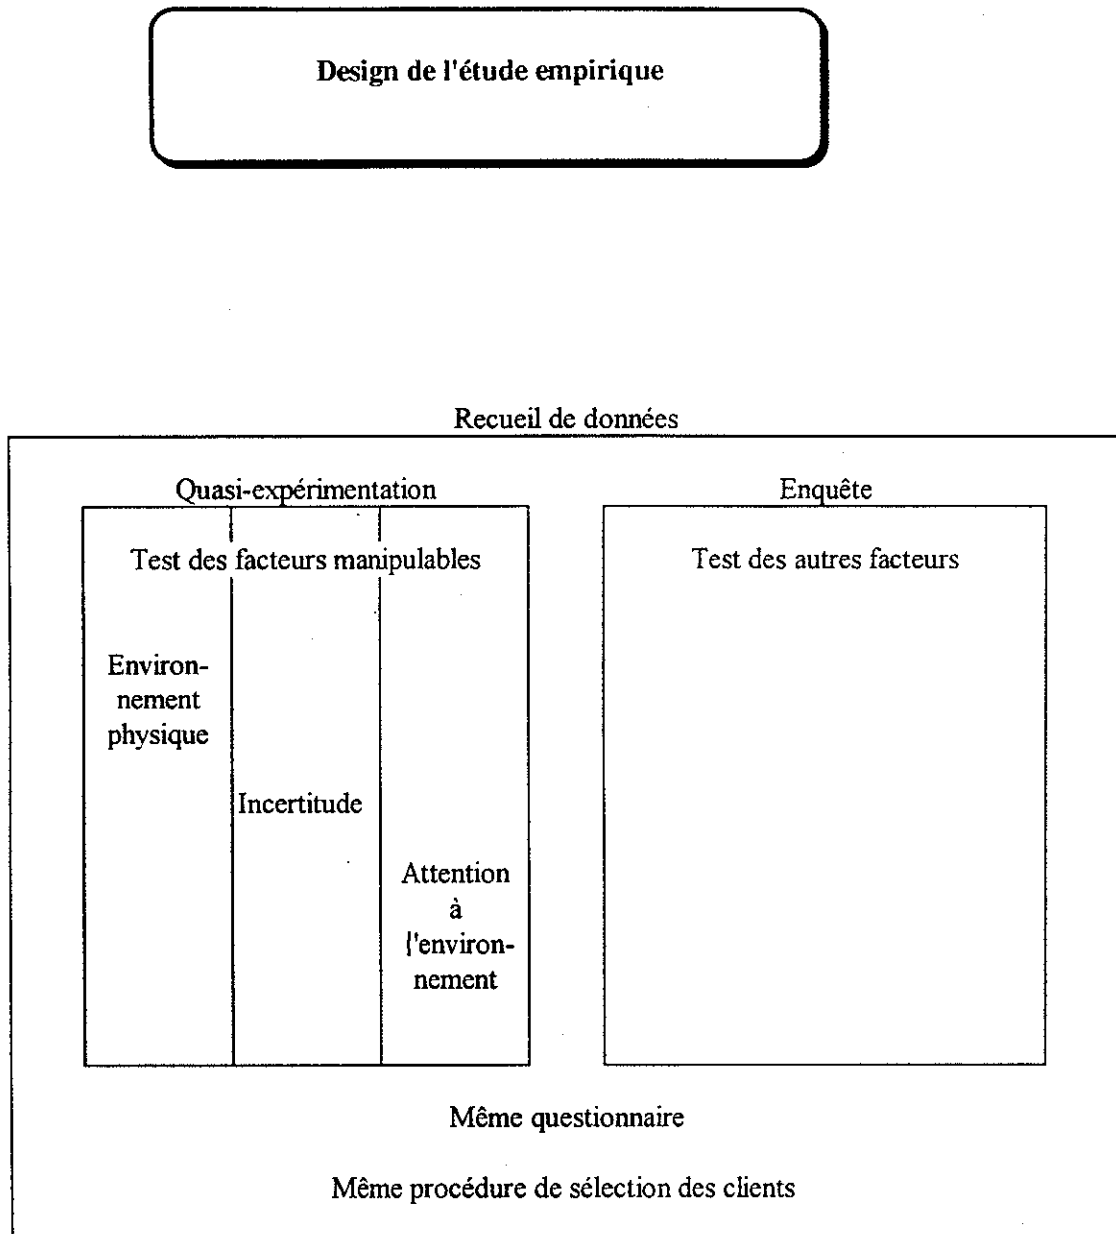 Design de l'étude empirique
Recueil de données
Quasi-expérimentation
Enquête
Test des facteurs manipulables
Test des autres facteurs
Environ-
nement
physique
Incertitude
Attention
à
l'environ-
nement
Même questionnaire
Même procédure de sélection des clients